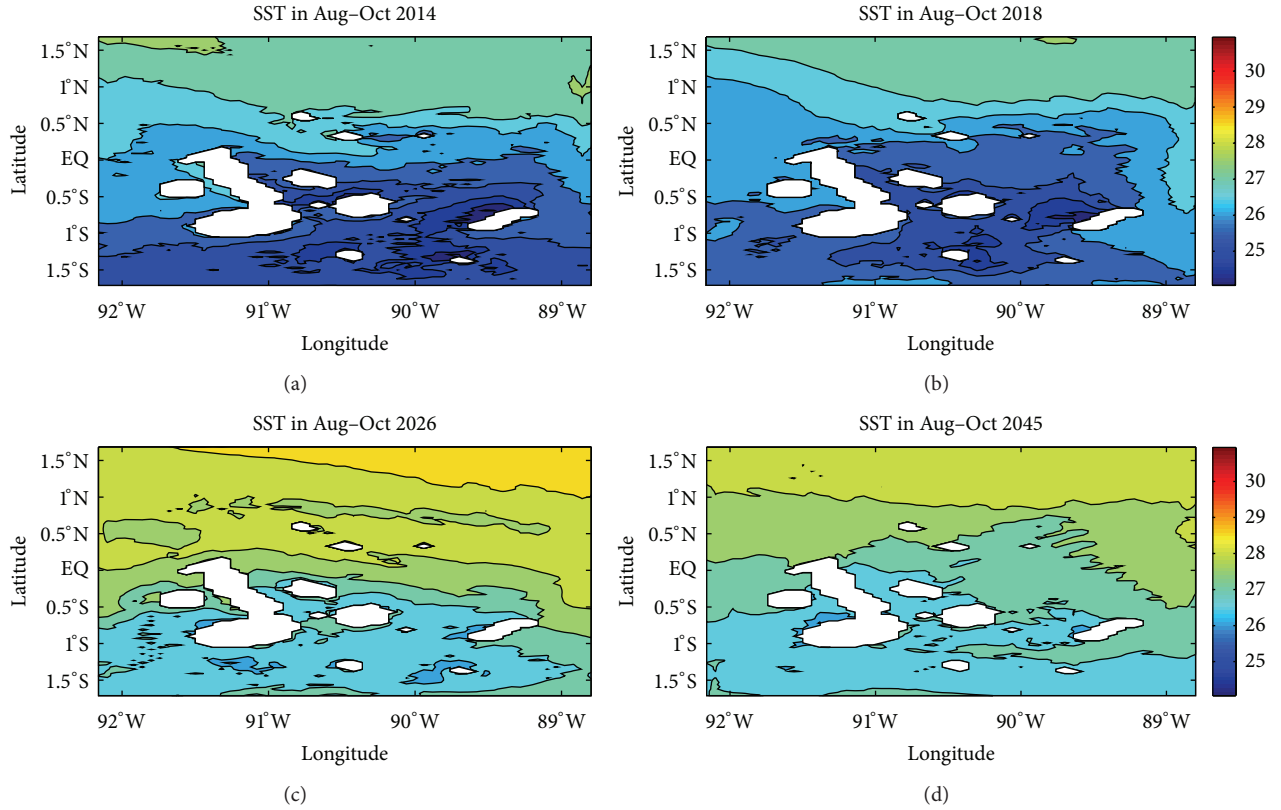 SST in Aug–Oct 2014
1.5°N
1°N
0.5°N
EQ
0.5°S
1°S
1.5°S
Latitude
92°W
91°W
90°W
89°W
Longitude
(a)
SST in Aug–Oct 2018
1.5°N
1°N
0.5°N
EQ
0.5°S
1°S
1.5°S
Latitude
92°W
91°W
90°W
89°W
Longitude
(b)
30
29
28
27
26
25
SST in Aug–Oct 2026
1.5°N
1°N
0.5°N
EQ
0.5°S
1°S
1.5°S
Latitude
92°W
91°W
90°W
89°W
Longitude
(c)
SST in Aug–Oct 2045
1.5°N
1°N
0.5°N
EQ
0.5°S
1°S
1.5°S
Latitude
92°W
91°W
90°W
89°W
Longitude
(d)
30
29
28
27
26
25